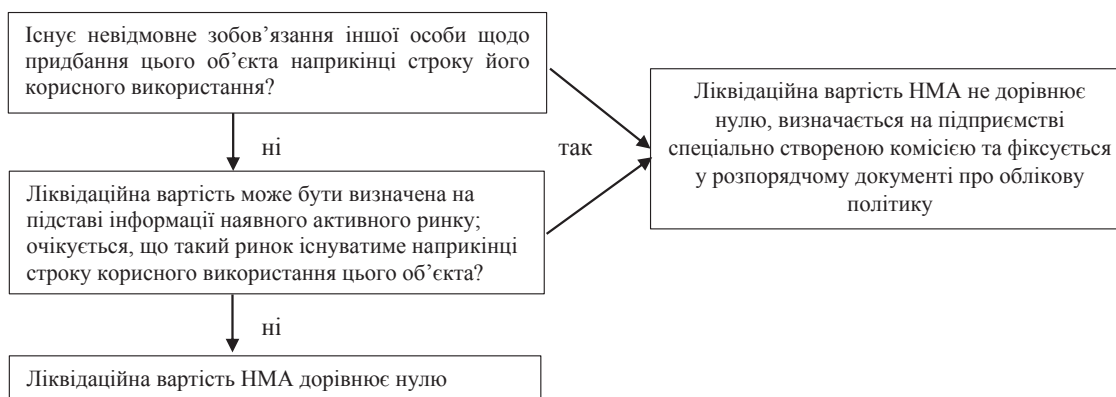 Існує невідмовне зобов’язання іншої особи щодо
придбання цього об’єкта наприкінці строку його
корисного використання?
ні
так
Ліквідаційна вартість НМА не дорівнює
нулю, визначається на підприємстві
спеціально створеною комісією та фіксується
у розпорядчому документі про облікову
політику
Ліквідаційна вартість може бути визначена на
підставі інформації наявного активного ринку;
очікується, що такий ринок існуватиме наприкінці
строку корисного використання цього об’єкта?
ні
Ліквідаційна вартість НМА дорівнює нулю